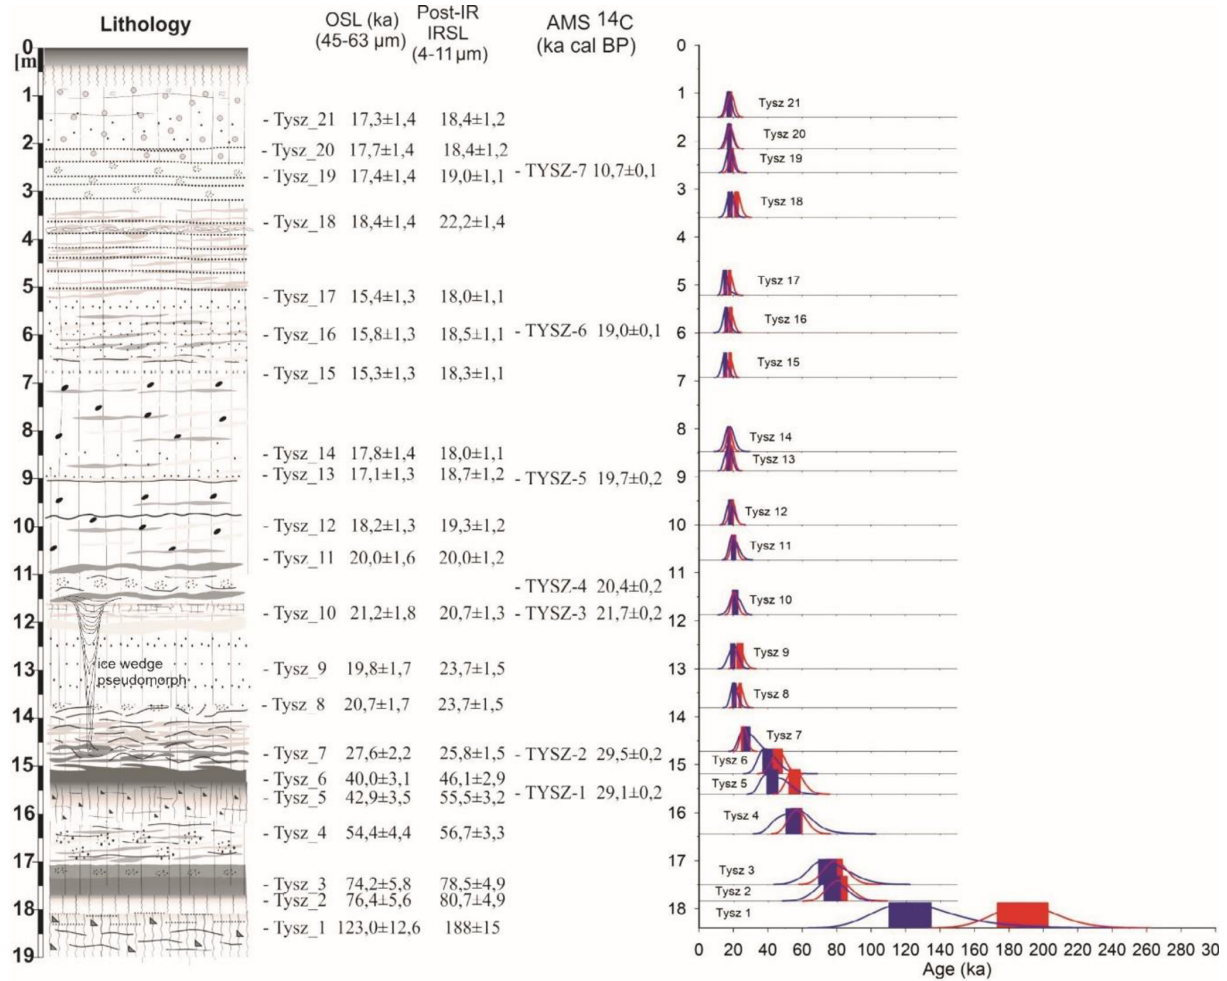 Lithology
OSL (ka)
(45-63 µm)
Post-IR
IRSL
(4-11µm)
AMS 14C
(ka cal BP)
0
[m
1
2
3
4
5
6
7
8
9
10
11
12
13
14
15
16
17
18
19
ice wedge
pseudomorph
- Tysz_21 17,3±1,4 18,4±1,2
- Tysz_20 17,7±1,4 18,4±1,2
- Tysz_19 17,4±1,4 19,0±1,1
- TYSZ-7 10,7±0,1
- Tysz_18 18,4±1,4 22,2±1,4
- Tysz_17 15,4±1,3 18,0±1,1
- Tysz_16 15,8±1,3 18,5±1,1
- TYSZ-6 19,0±0,1
- Tysz_15 15,3±1,3 18,3±1,1
- Tysz_14 17,8±1,4 18,0±1,1
- Tysz_13 17,1±1,3 18,7±1,2
- TYSZ-5 19,7±0,2
- Tysz_12 18,2±1,3 19,3±1,2
- Tysz_11 20,0±1,6 20,0±1,2
- TYSZ-4 20,4±0,2
- Tysz_10 21,2±1,8 20,7±1,3
- TYSZ-3 21,7±0,2
- Tysz_9 19,8±1,7 23,7±1,5
- Tysz_8 20,7±1,7 23,7±1,5
- Tysz_7 27,6±2,2 25,8±1,5
- TYSZ-2 29,5±0,2
- Tysz_6 40,0±3,1 46,1±2,9
- Tysz_5 42,9±3,5 55,5±3,2
- TYSZ-1 29,1±0,2
- Tysz_4 54,4±4,4 56,7±3,3
- Tysz_3 74,2±5,8 78,5±4,9
- Tysz_2 76,4±5,6 80,7±4,9
- Tysz_1 123,0±12,6 188±15
0
1
2
3
4
5
6
7
8
9
10
11
12
13
14
15
16
17
18
Tysz 21
Tysz 20
Tysz 19
Tysz 18
Tysz 17
Tysz 16
Tysz 15
Tysz 14
Tysz 13
Tysz 12
Tysz 11
Tysz 10
Tysz 9
Tysz 8
Tysz 7
Tysz 6
Tysz 5
Tysz 4
Tysz 3
Tysz 2
Tysz 1
0 20 40 60 80 100 120 140 160 180 200 220 240 260 280 30
Age (ka)